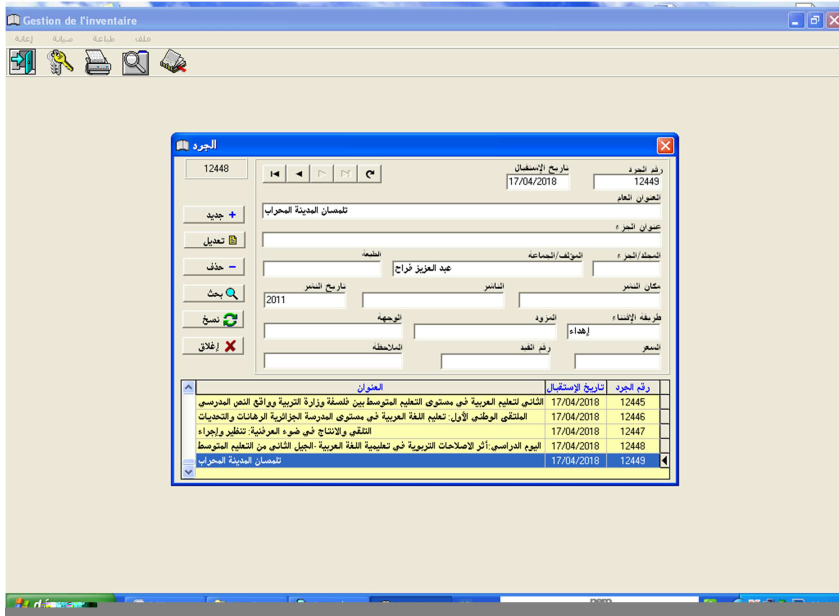 Gestion de l'inventaire
ملف طباعة صيانة إعانة
الجرد
12448
رقم الجرد
12449
تاريخ الإستقبال
17/04/2018
العنوان العام
تلمسان المدينة المحراب
عنوان الجزء
المجلد/الجزء
المؤلف/الجماعة
عبد العزيز فراح
الطبعة
مكان النشر
الناشر
تاريخ النشر
2011
طريقة الإقتناء
إهداء
المزود
الوجهة
السعر
رقم القيد
الملاحظة
جديد
تعديل
حذف
بحث
نسخ
إغلاق
رقم الجرد تاريخ الإستقبال العنوان
12445 17/04/2018 الثاني لتعليم العربية في مستوى التعليم المتوسط بين فلسفة وزارة التربية وواقع النص المدرسي
12446 17/04/2018 الملتقى الوطني الأول: تعليم اللغة العربية في مستوى المدرسة الجزائرية الرهانات والتحديات
12447 17/04/2018 التلقي والانتاج في ضوء العرفنية: تنظير وإجراء
12448 17/04/2018 اليوم الدراسي:أثر الاصلاحات التربوية في تعليمية اللغة العربية -الجيل الثاني من التعليم المتوسط
12449 17/04/2018 تلمسان المدينة المحراب